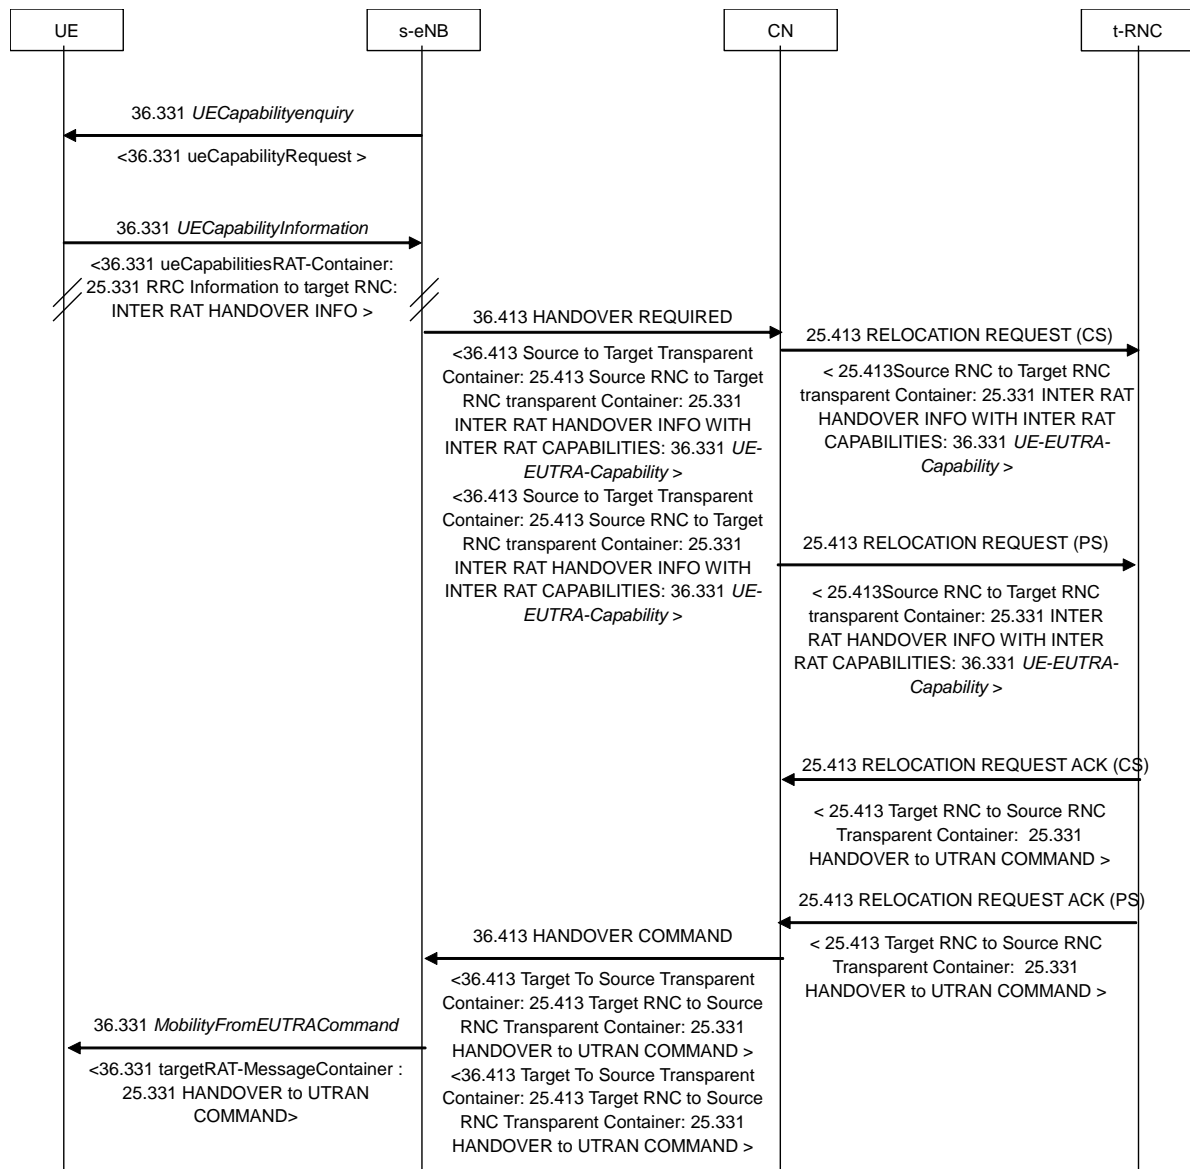 UE
s-eNB
CN
t-RNC
36.331 UECapabilityenquiry
<36.331 ueCapabilityRequest >
36.331 UECapabilityInformation
<36.331 ueCapabilitiesRAT-Container:
25.331 RRC Information to target RNC:
INTER RAT HANDOVER INFO >
36.413 HANDOVER REQUIRED
<36.413 Source to Target Transparent
Container: 25.413 Source RNC to Target
RNC transparent Container: 25.331
INTER RAT HANDOVER INFO WITH
INTER RAT CAPABILITIES: 36.331 UE-
EUTRA-Capability >
<36.413 Source to Target Transparent
Container: 25.413 Source RNC to Target
RNC transparent Container: 25.331
INTER RAT HANDOVER INFO WITH
INTER RAT CAPABILITIES: 36.331 UE-
EUTRA-Capability >
25.413 RELOCATION REQUEST (CS)
< 25.413Source RNC to Target RNC
transparent Container: 25.331 INTER RAT
HANDOVER INFO WITH INTER RAT
CAPABILITIES: 36.331 UE-EUTRA-
Capability >
25.413 RELOCATION REQUEST (PS)
< 25.413Source RNC to Target RNC
transparent Container: 25.331 INTER
RAT HANDOVER INFO WITH INTER
RAT CAPABILITIES: 36.331 UE-EUTRA-
Capability >
25.413 RELOCATION REQUEST ACK (CS)
< 25.413 Target RNC to Source RNC
Transparent Container: 25.331
HANDOVER to UTRAN COMMAND >
25.413 RELOCATION REQUEST ACK (PS)
< 25.413 Target RNC to Source RNC
Transparent Container: 25.331
HANDOVER to UTRAN COMMAND >
36.413 HANDOVER COMMAND
<36.413 Target To Source Transparent
Container: 25.413 Target RNC to Source
RNC Transparent Container: 25.331
HANDOVER to UTRAN COMMAND >
<36.413 Target To Source Transparent
Container: 25.413 Target RNC to Source
RNC Transparent Container: 25.331
HANDOVER to UTRAN COMMAND >
36.331 MobilityFromEUTRACommand
<36.331 targetRAT-MessageContainer :
25.331 HANDOVER to UTRAN
COMMAND>